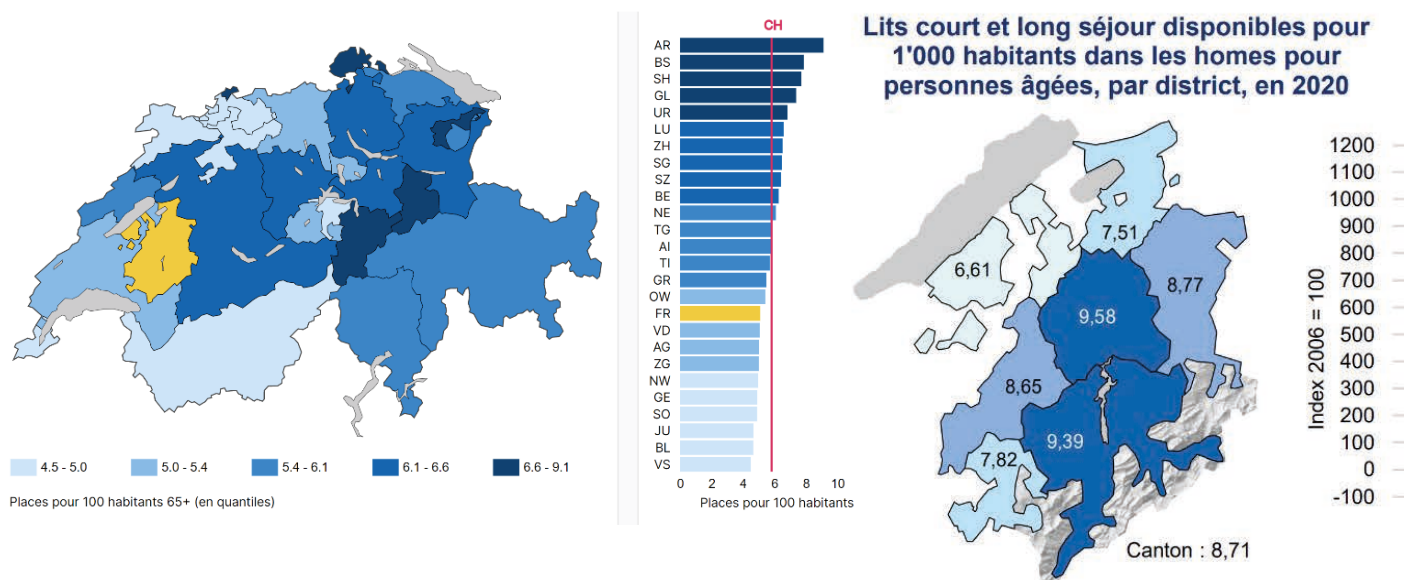 4.5 - 5.0
5.0 - 5.4
5.4 - 6.1
6.1 - 6.6
6.6 - 9.1
Places pour 100 habitants 65+ (en quantiles)
CH
AR
BS
SH
GL
UR
LU
ZH
SG
SZ
BE
NE
TG
AI
TI
GR
OW
FR
VD
AG
ZG
NW
GE
SO
JU
BL
VS
0 2 4 6 8 10
Places pour 100 habitants
Lits court et long séjour disponibles pour
1'000 habitants dans les homes pour
personnes âgées, par district, en 2020
7,51
6,61
8,77
9,58
8,65
9,39
7,82
Canton : 8,71
Index 2006 = 100
1200
1100
1000
900
800
700
600
500
400
300
200
100
0
-100